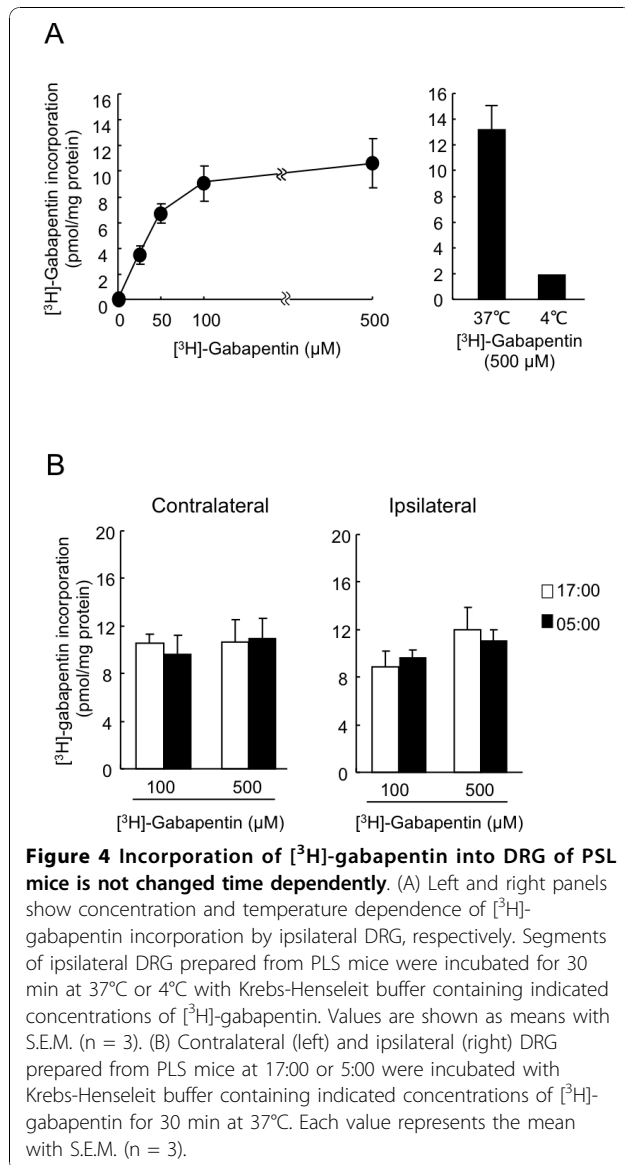 A
[³H]-Gabapentin incorporation
(pmol/mg protein)
16
14
12
10
8
6
4
2
0
0
50
100
500
[³H]-Gabapentin (µM)
16
14
12
10
8
6
4
2
0
37℃
4℃
[³H]-Gabapentin
(500 µM)
B
Contralateral
Ipsilateral
[³H]-gabapentin incorporation
(pmol/mg protein)
20
16
12
8
4
0
100
500
[³H]-Gabapentin (µM)
20
16
12
8
4
0
100
500
[³H]-Gabapentin (µM)
17:00
05:00
Figure 4 Incorporation of [³H]-gabapentin into DRG of PSL
mice is not changed time dependently. (A) Left and right panels
show concentration and temperature dependence of [³H]-
gabapentin incorporation by ipsilateral DRG, respectively. Segments
of ipsilateral DRG prepared from PLS mice were incubated for 30
min at 37°C or 4°C with Krebs-Henseleit buffer containing indicated
concentrations of [³H]-gabapentin. Values are shown as means with
S.E.M. (n = 3). (B) Contralateral (left) and ipsilateral (right) DRG
prepared from PLS mice at 17:00 or 5:00 were incubated with
Krebs-Henseleit buffer containing indicated concentrations of [³H]-
gabapentin for 30 min at 37°C. Each value represents the mean
with S.E.M. (n = 3).